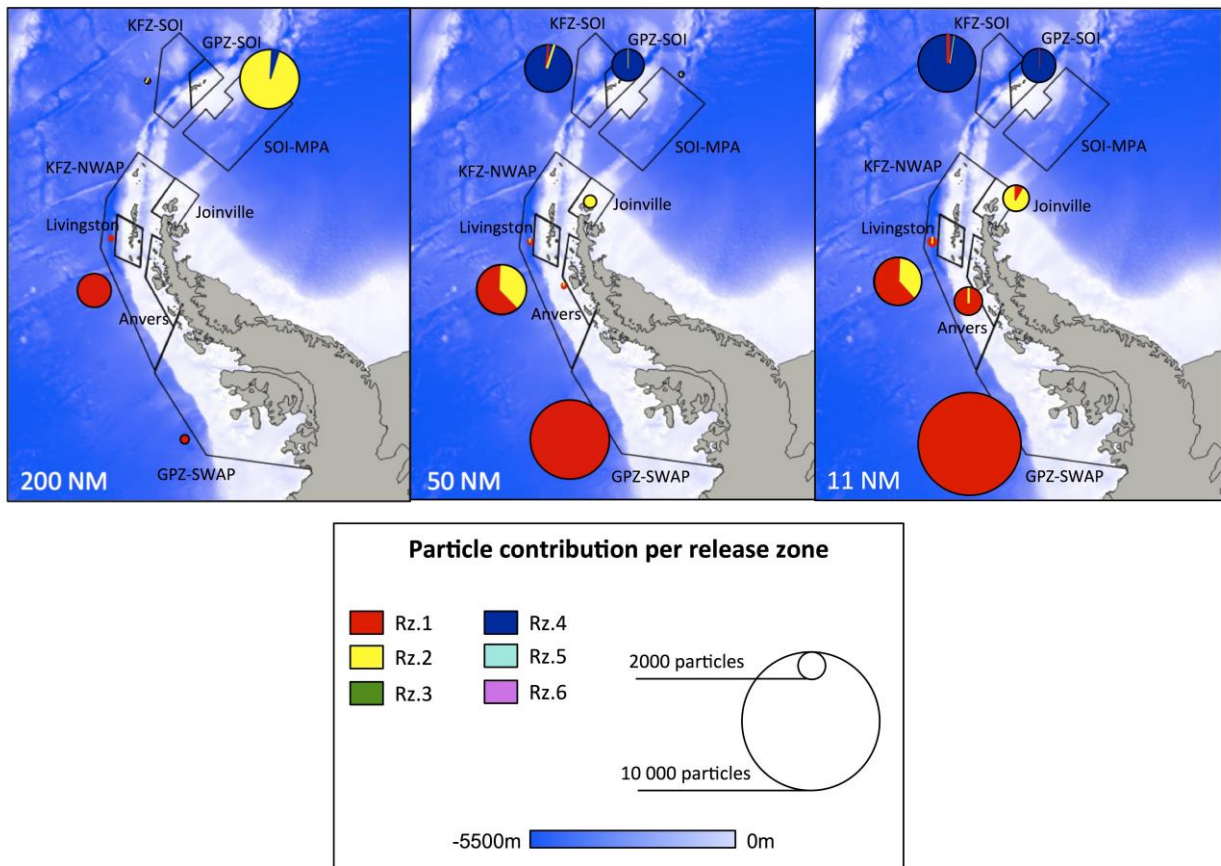 KFZ-SOI
GPZ-SOI
SOI-MPA
KFZ-NWAP
Joinville
Livingston
Anvers
200 NM
GPZ-SWAP
KFZ-SOI
GPZ-SOI
SOI-MPA
KFZ-NWAP
Joinville
Livingston
Anvers
50 NM
GPZ-SWAP
KFZ-SOI
GPZ-SOI
SOI-MPA
KFZ-NWAP
Joinville
Livingston
Anvers
11 NM
GPZ-SWAP
Particle contribution per release zone
Rz.1
Rz.2
Rz.3
Rz.4
Rz.5
Rz.6
2000 particles
10 000 particles
-5500m
0m